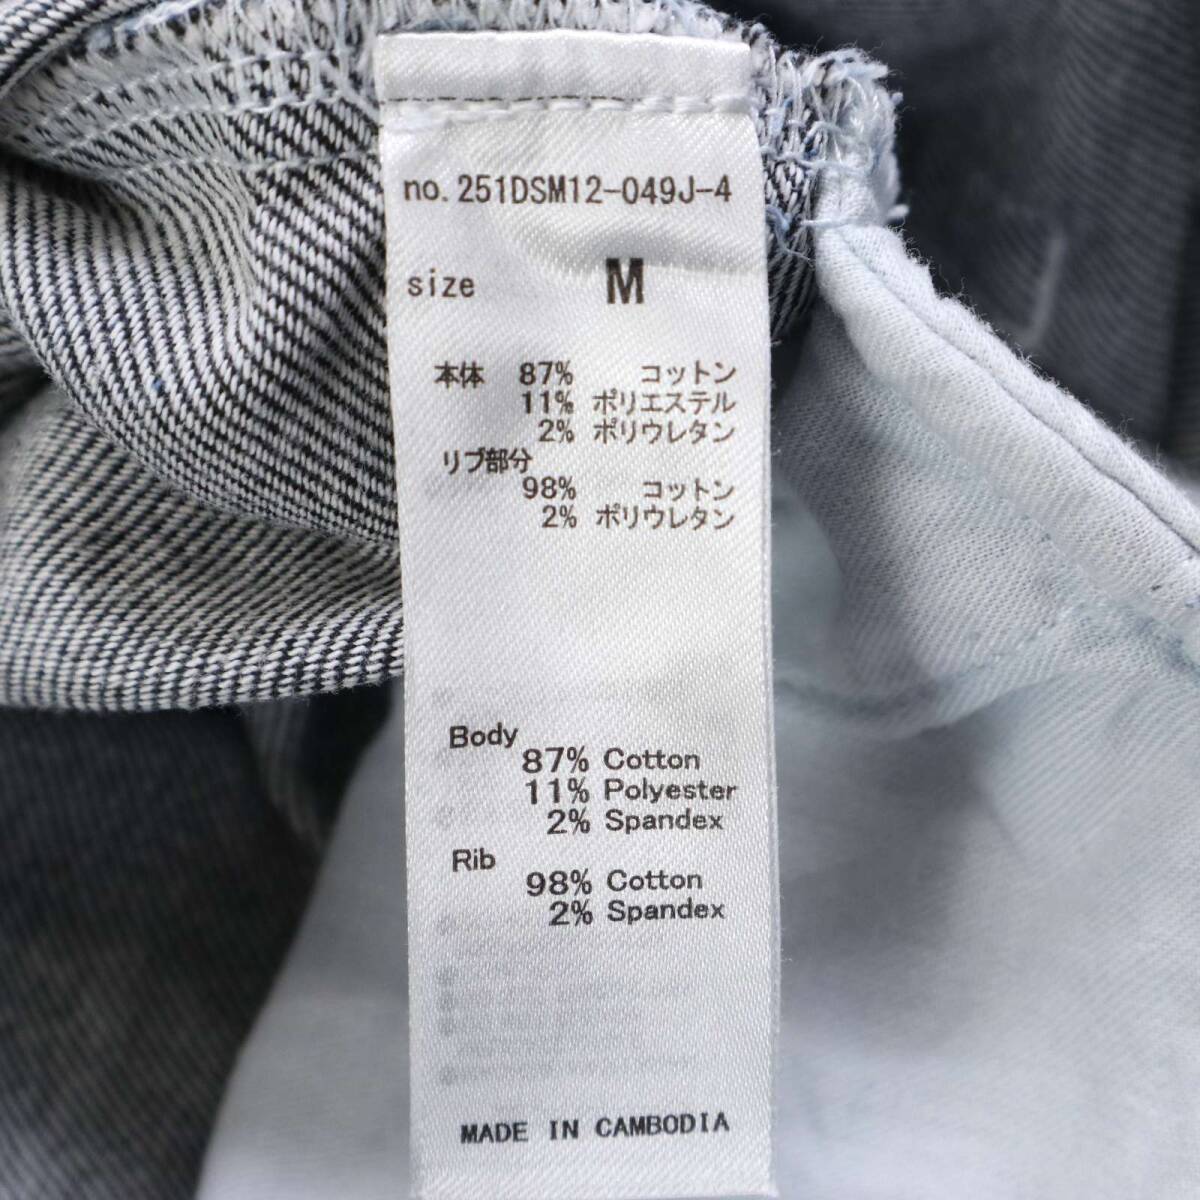 no. 251DSM12-049J-4
size M
本体 87% コットン
11% ポリエステル
2% ポリウレタン
リブ部分
98% コットン
2% ポリウレタン
Body
87% Cotton
11% Polyester
2% Spandex
Rib
98% Cotton
2% Spandex
MADE IN CAMBODIA